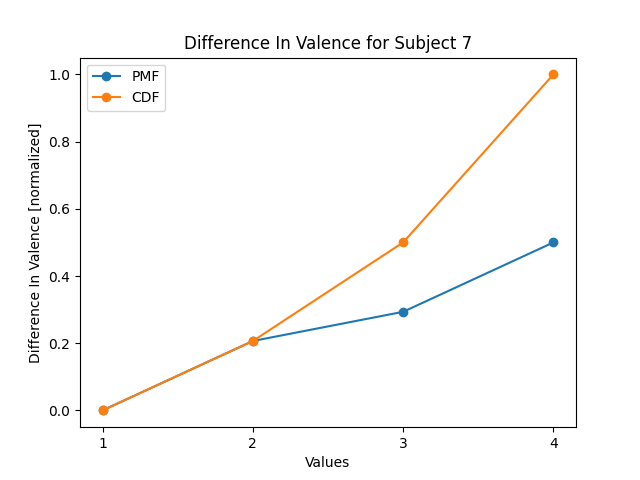 Difference In Valence for Subject 7
PMF
CDF
Difference In Valence [normalized]
1.0
0.8
0.6
0.4
0.2
0.0
1 2 3 4
Values